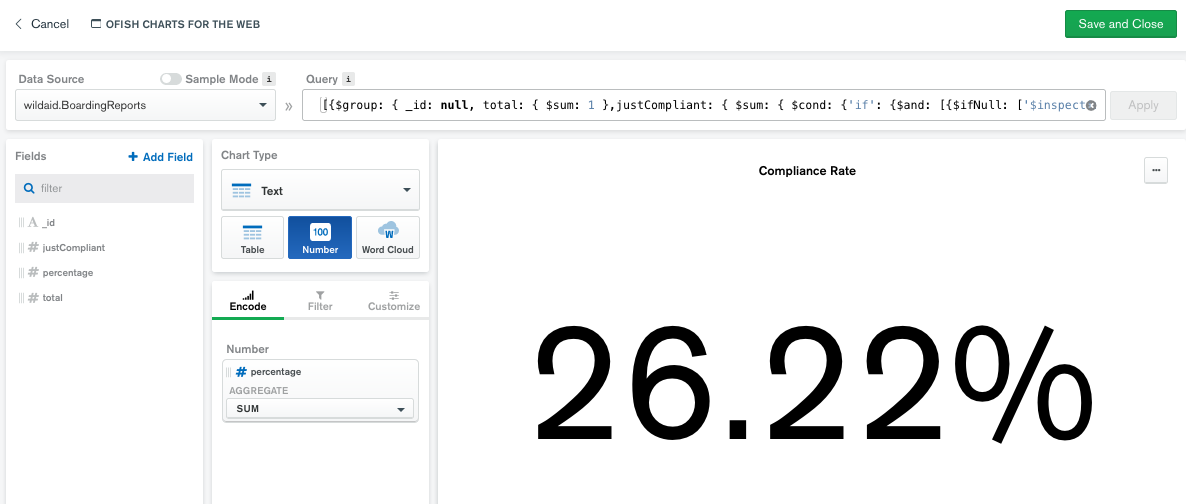 Cancel
OFISH CHARTS FOR THE WEB
Save and Close
Data Source
Sample Mode i
Query i
wildaid.BoardingReports
»
[{$group: { _id: null, total: { $sum: 1 },justCompliant: { $sum: { $cond: {'if': {$and: [{$ifNull: ['$inspect
Apply
Fields
+ Add Field
filter
A _id
# justCompliant
# percentage
# total
Chart Type
Text
Table
100
Number
W
Word Cloud
Encode
Filter
Customize
Number
# percentage
AGGREGATE
SUM
Compliance Rate
...
26.22%